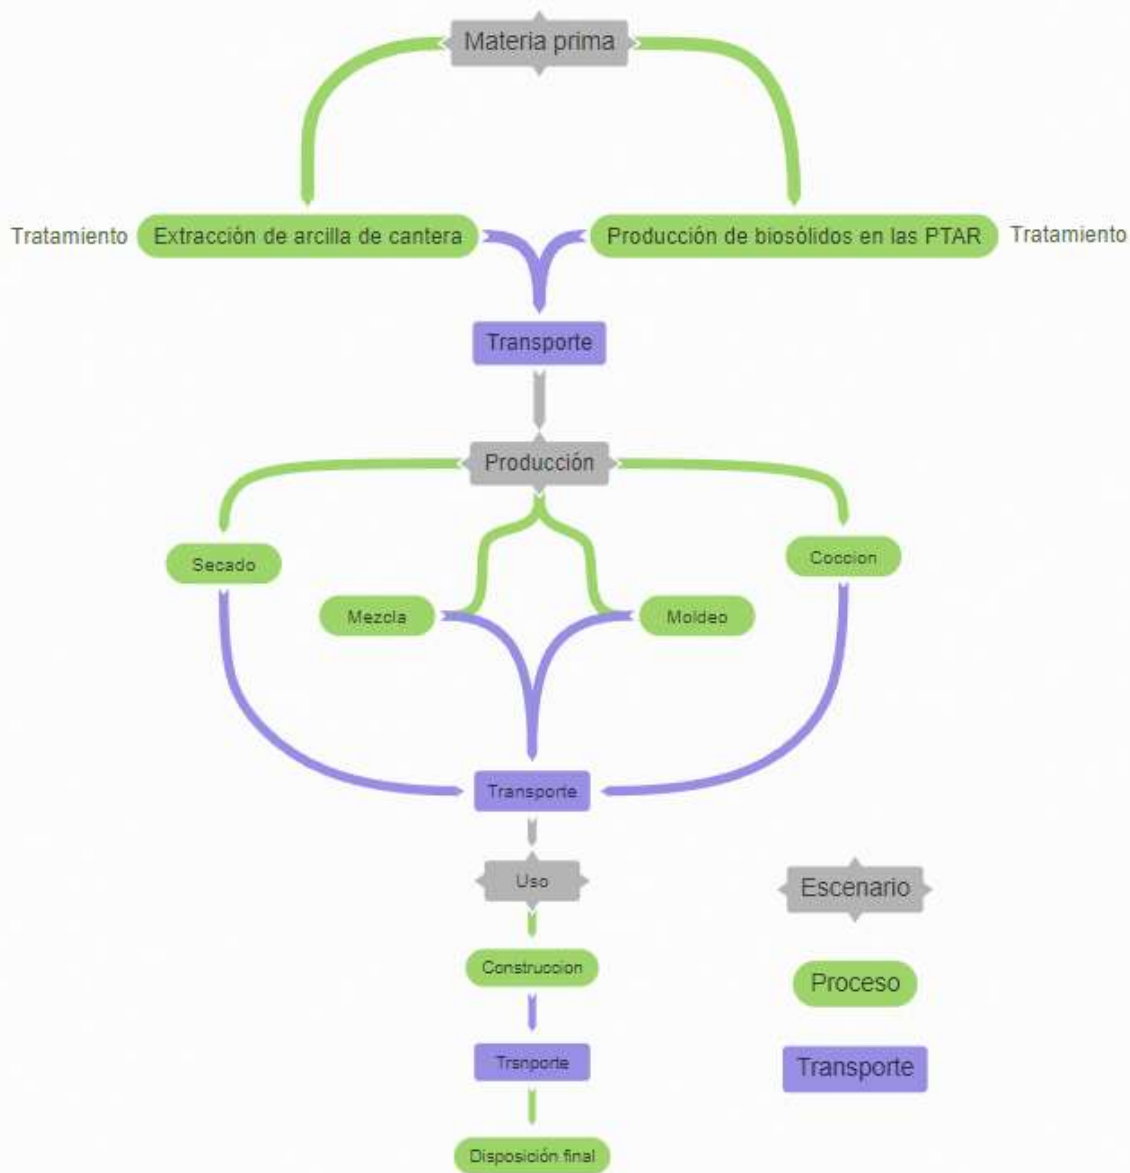 Materia prima
Tratamiento
Extracción de arcilla de cantera
Producción de biosólidos en las PTAR
Tratamiento
Transporte
Producción
Secado
Coccion
Mezcla
Moldeo
Transporte
Uso
Escenario
Construccion
Proceso
Trsnporte
Transporte
Disposición final